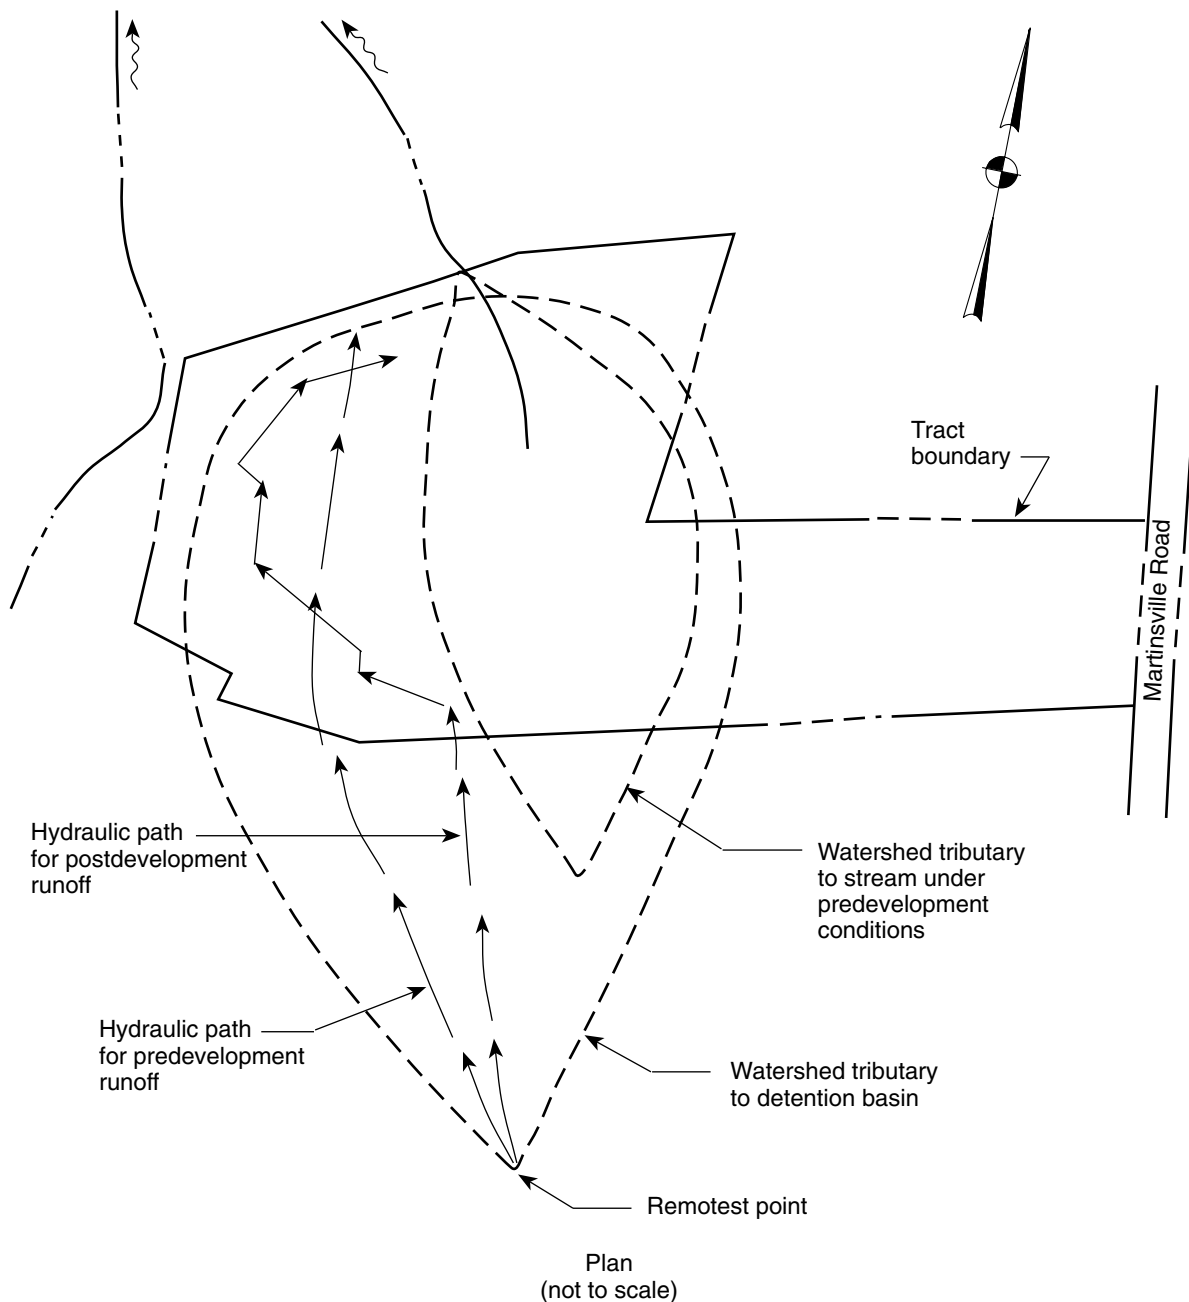 Tract
boundary
Martinsville Road
Hydraulic path
for postdevelopment
runoff
Watershed tributary
to stream under
predevelopment
conditions
Hydraulic path
for predevelopment
runoff
Watershed tributary
to detention basin
Remotest point
Plan
(not to scale)